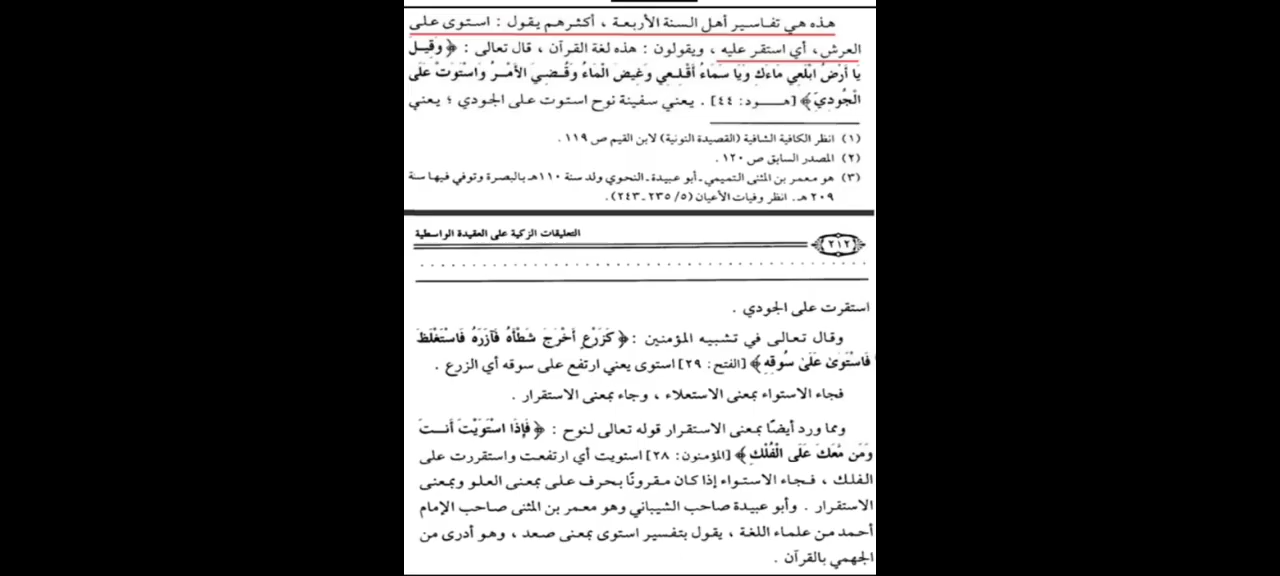 هذه هي تفاسير أهل السنة الأربعة ، أكثرهم يقول : استوى على
العرش، أي استقر عليه ، ويقولون : هذه لغة القرآن ، قال تعالى : ﴿ وَقِيلَ
يَا أَرْضُ ابْلَعِي مَاءَكِ وَيَا سَمَاءُ أَقْلِعِي وَغِيضَ الْمَاءُ وَقُضِيَ الأَمْرُ وَاسْتَوَتْ عَلَى
الْجُودِيِّ ﴾ [هــود: ٤٤] . يعني سفينة نوح استوت على الجودي ؛ يعني
(١) انظر الكافية الشافية (القصيدة النونية) لابن القيم ص ١١٩ .
(٢) المصدر السابق ص ١٢٠ .
(٣) هو معمر بن المثنى التميمي ـ أبو عبيدة ـ النحوي ولد سنة ١١٠هـ بالبصرة وتوفي فيها سنة
٢٠٩ هـ. انظر وفيات الأعيان (٥/ ٢٣٥ ـ ٢٤٣).
٢١٢ التعليقات الزكية على العقيدة الواسطية
استقرت على الجودي .
وقال تعالى في تشبيه المؤمنين : ﴿ كَزَرْعٍ أَخْرَجَ شَطْأَهُ فَآزَرَهُ فَاسْتَغْلَظَ
فَاسْتَوَىٰ عَلَىٰ سُوقِهِ ﴾ [الفتح: ٢٩] استوى يعني ارتفع على سوقه أي الزرع .
فجاء الاستواء بمعنى الاستعلاء ، وجاء بمعنى الاستقرار .
ومما ورد أيضًا بمعنى الاستقرار قوله تعالى لنوح : ﴿ فَإِذَا اسْتَوَيْتَ أَنتَ
وَمَن مَّعَكَ عَلَى الْفُلْكِ ﴾ [المؤمنون: ٢٨] استويت أي ارتفعت واستقررت على
الفلك ، فجاء الاستواء إذا كان مقرونًا بحرف على بمعنى العلو وبمعنى
الاستقرار . وأبو عبيدة صاحب الشيباني وهو معمر بن المثنى صاحب الإمام
أحمد من علماء اللغة ، يقول بتفسير استوى بمعنى صعد ، وهو أدرى من
الجهمي بالقرآن .